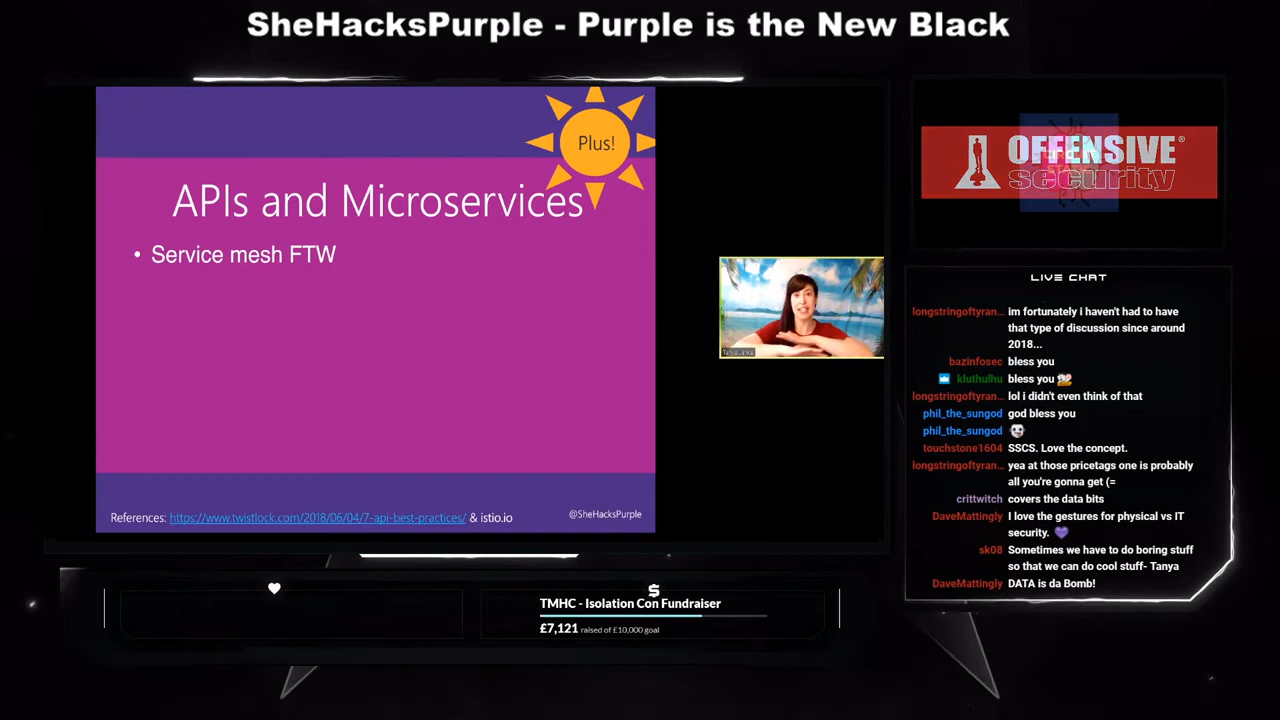 SheHacksPurple - Purple is the New Black
Plus!
APIs and Microservices
• Service mesh FTW
References: https://www.twistlock.com/2018/06/04/7-api-best-practices/ & istio.io
@SheHacksPurple
OFFENSIVE®
security
LIVE CHAT
longstringoftyran... im fortunately i haven't had to have
that type of discussion since around
2018...
bazinfosec bless you
kluthulhu bless you
longstringoftyran... lol i didn't even think of that
phil_the_sungod god bless you
phil_the_sungod
touchstone1604 SSCS. Love the concept.
longstringoftyran... yea at those pricetags one is probably
all you're gonna get (=
crittwitch covers the data bits
DaveMattingly I love the gestures for physical vs IT
security. 💜
sk08 Sometimes we have to do boring stuff
so that we can do cool stuff- Tanya
DaveMattingly DATA is da Bomb!
$
TMHC - Isolation Con Fundraiser
£7,121 raised of £10,000 goal